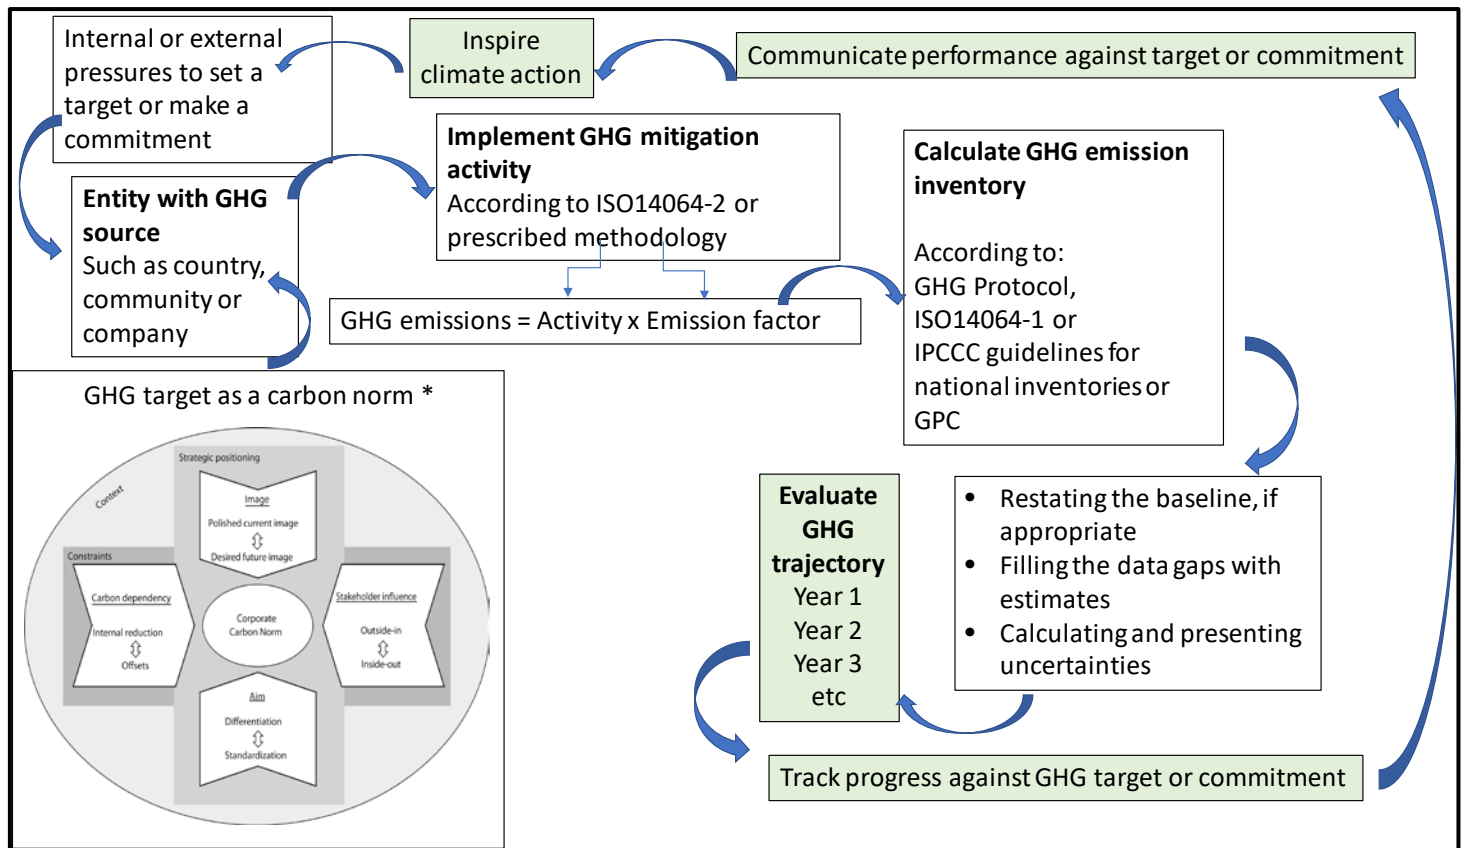 Internal or external
pressures to set a
target or make a
commitment
Inspire
climate action
Communicate performance against target or commitment
Entity with GHG
source
Such as country,
community or
company
Implement GHG mitigation
activity
According to ISO14064-2 or
prescribed methodology
GHG emissions = Activity x Emission factor
Calculate GHG emission
inventory
According to:
GHG Protocol,
ISO14064-1 or
IPCCC guidelines for
national inventories or
GPC
GHG target as a carbon norm *
Context
Strategic positioning
Image
Polished current image
Desired future image
Constraints
Carbon dependency
Internal reduction
Offsets
Corporate
Carbon Norm
Stakeholder influence
Outside-in
Inside-out
Aim
Differentiation
Standardization
Evaluate
GHG
trajectory
Year 1
Year 2
Year 3
etc
• Restating the baseline, if
appropriate
• Filling the data gaps with
estimates
• Calculating and presenting
uncertainties
Track progress against GHG target or commitment